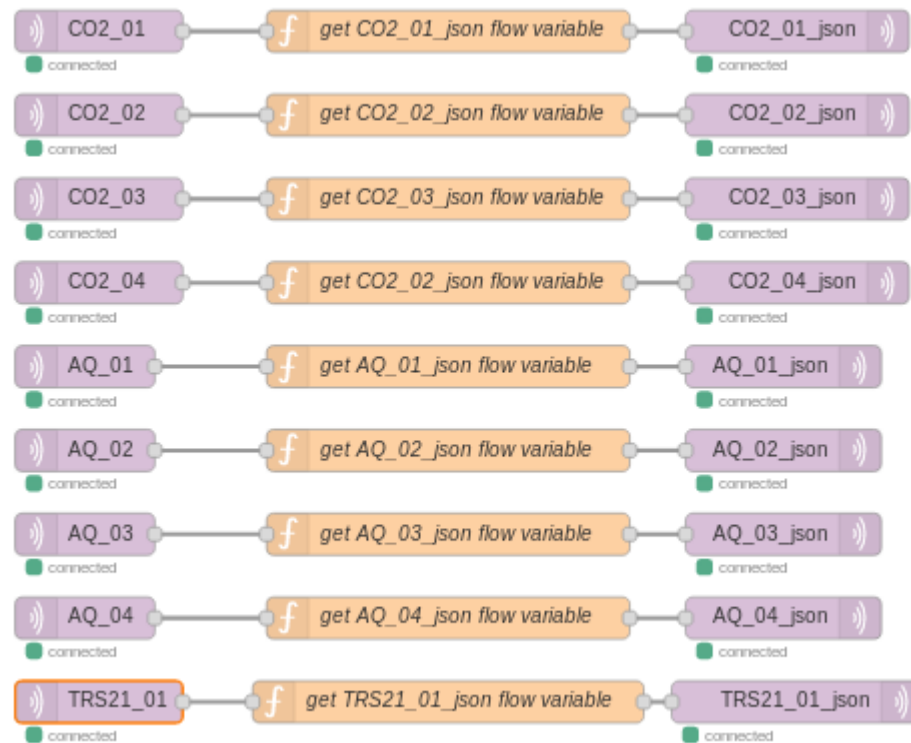 CO2_01 get CO2_01_json flow variable CO2_01_json
connected connected
CO2_02 get CO2_02_json flow variable CO2_02_json
connected connected
CO2_03 get CO2_03_json flow variable CO2_03_json
connected connected
CO2_04 get CO2_02_json flow variable CO2_04_json
connected connected
AQ_01 get AQ_01_json flow variable AQ_01_json
connected connected
AQ_02 get AQ_02_json flow variable AQ_02_json
connected connected
AQ_03 get AQ_03_json flow variable AQ_03_json
connected connected
AQ_04 get AQ_04_json flow variable AQ_04_json
connected connected
TRS21_01 get TRS21_01_json flow variable TRS21_01_json
connected connected